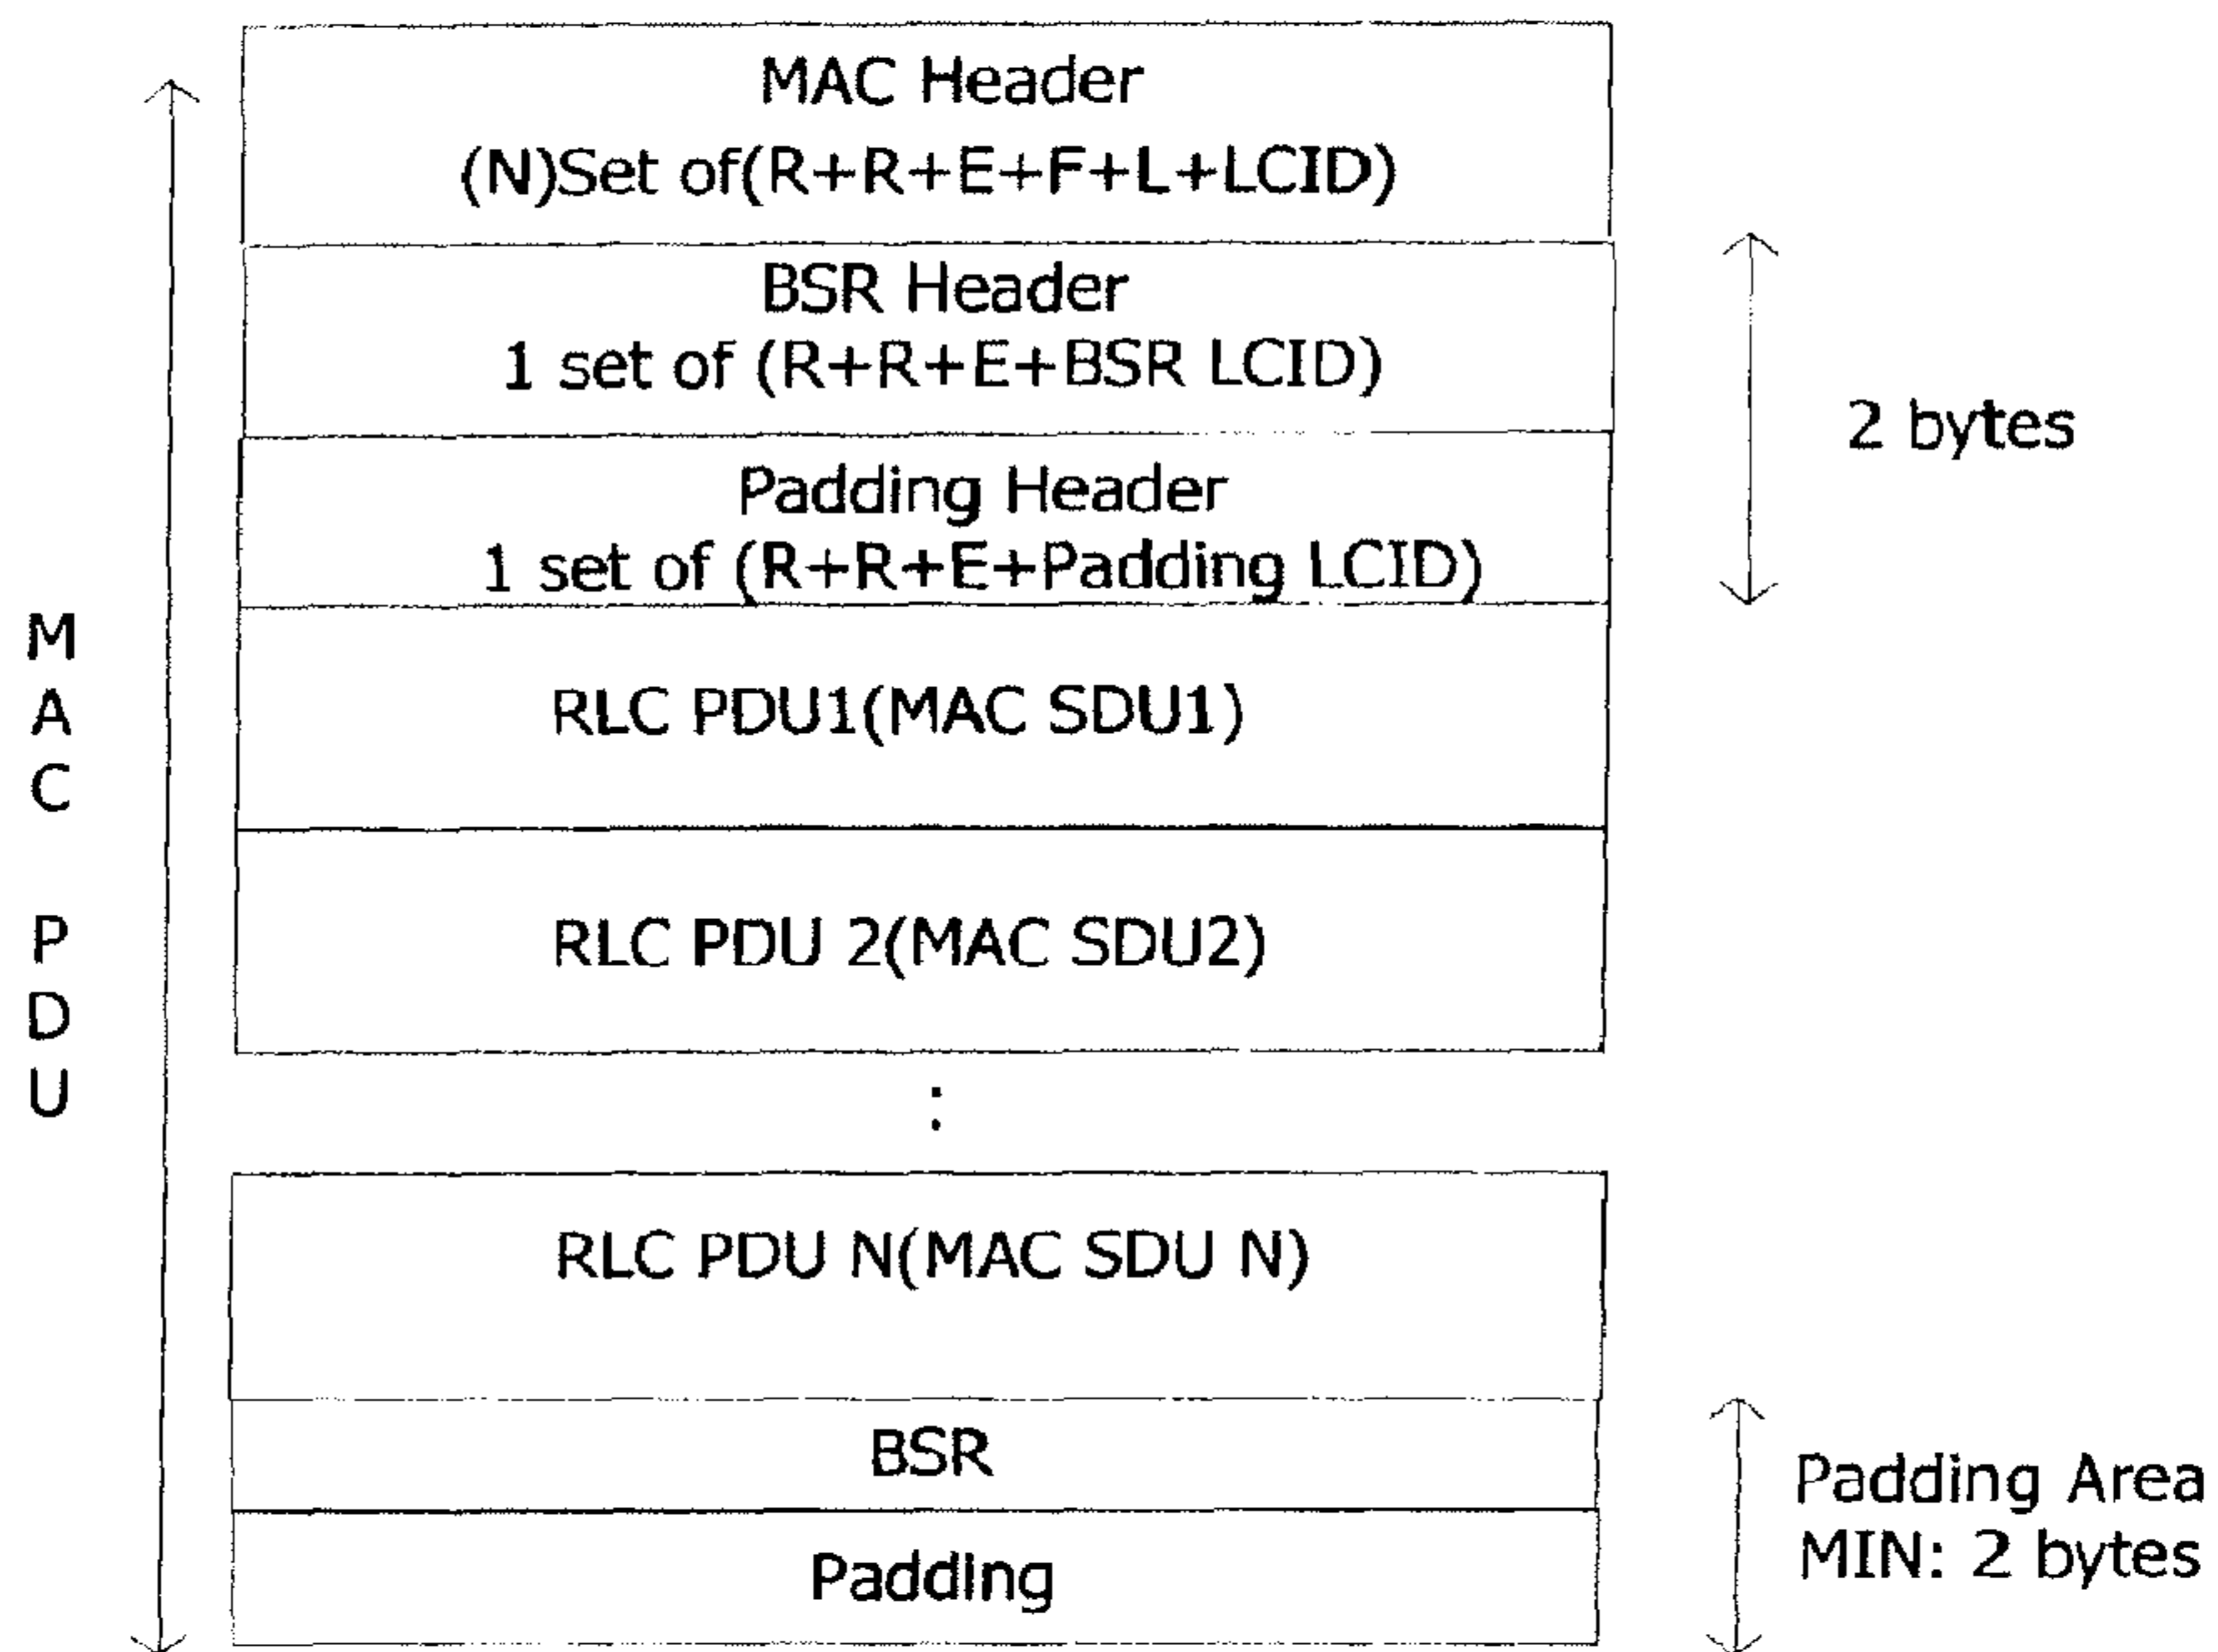 MAC Header
(N)Set of(R+R+E+F+L+LCID)
BSR Header
1 set of (R+R+E+BSR LCID)
2 bytes
Padding Header
1 set of (R+R+E+Padding LCID)
MAC PDU
RLC PDU1(MAC SDU1)
RLC PDU 2(MAC SDU2)
:
RLC PDU N(MAC SDU N)
BSR
Padding Area
MIN: 2 bytes
Padding